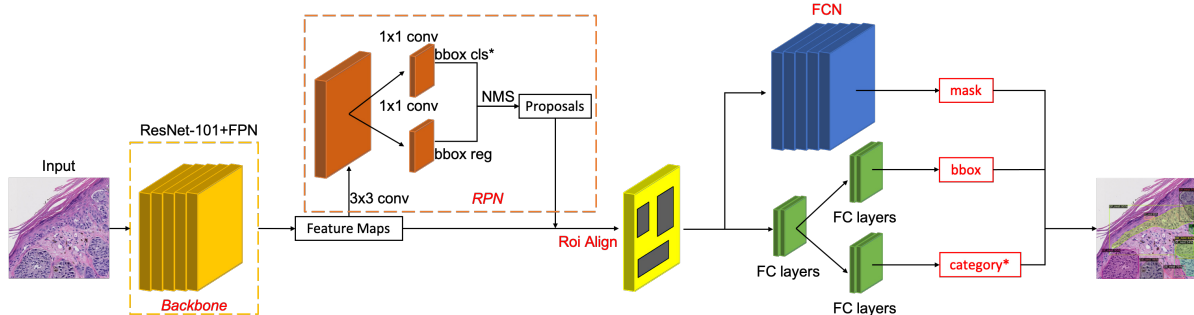 Input
ResNet-101+FPN
Backbone
1x1 conv
bbox cls*
1x1 conv
bbox reg
NMS
Proposals
3x3 conv
RPN
Feature Maps
Roi Align
FCN
mask
FC layers
bbox
FC layers
category*
FC layers